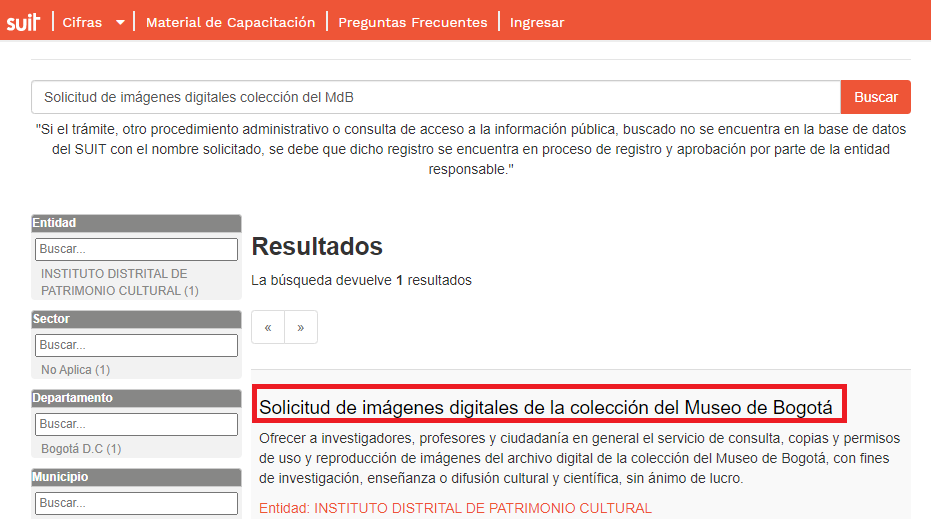 suit Cifras Material de Capacitación Preguntas Frecuentes Ingresar
Solicitud de imágenes digitales colección del MdB Buscar
"Si el trámite, otro procedimiento administrativo o consulta de acceso a la información pública, buscado no se encuentra en la base de datos
del SUIT con el nombre solicitado, se debe que dicho registro se encuentra en proceso de registro y aprobación por parte de la entidad
responsable."
Entidad
Buscar...
INSTITUTO DISTRITAL DE
PATRIMONIO CULTURAL (1)
Sector
Buscar...
No Aplica (1)
Departamento
Buscar...
Bogotá D.C (1)
Municipio
Buscar...
Resultados
La búsqueda devuelve 1 resultados
« »
Solicitud de imágenes digitales de la colección del Museo de Bogotá
Ofrecer a investigadores, profesores y ciudadanía en general el servicio de consulta, copias y permisos
de uso y reproducción de imágenes del archivo digital de la colección del Museo de Bogotá, con fines
de investigación, enseñanza o difusión cultural y científica, sin ánimo de lucro.
Entidad: INSTITUTO DISTRITAL DE PATRIMONIO CULTURAL